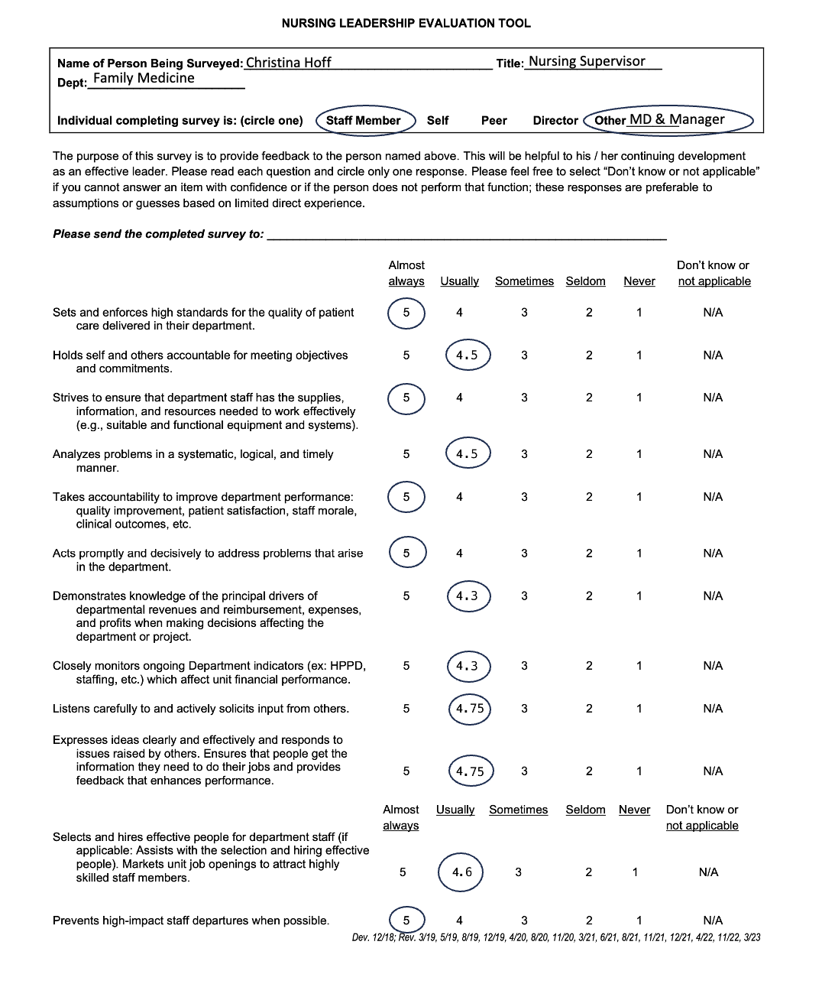 NURSING LEADERSHIP EVALUATION TOOL
Name of Person Being Surveyed: Christina Hoff Title: Nursing Supervisor
Dept: Family Medicine
Individual completing survey is: (circle one) Staff Member Self Peer Director Other MD & Manager
The purpose of this survey is to provide feedback to the person named above. This will be helpful to his / her continuing development
as an effective leader. Please read each question and circle only one response. Please feel free to select “Don’t know or not applicable”
if you cannot answer an item with confidence or if the person does not perform that function; these responses are preferable to
assumptions or guesses based on limited direct experience.
Please send the completed survey to:
Almost Don’t know or
always Usually Sometimes Seldom Never not applicable
Sets and enforces high standards for the quality of patient 5 4 3 2 1 N/A
care delivered in their department.
Holds self and others accountable for meeting objectives 5 4.5 3 2 1 N/A
and commitments.
Strives to ensure that department staff has the supplies, 5 4 3 2 1 N/A
information, and resources needed to work effectively
(e.g., suitable and functional equipment and systems).
Analyzes problems in a systematic, logical, and timely 5 4.5 3 2 1 N/A
manner.
Takes accountability to improve department performance: 5 4 3 2 1 N/A
quality improvement, patient satisfaction, staff morale,
clinical outcomes, etc.
Acts promptly and decisively to address problems that arise 5 4 3 2 1 N/A
in the department.
Demonstrates knowledge of the principal drivers of 5 4.3 3 2 1 N/A
departmental revenues and reimbursement, expenses,
and profits when making decisions affecting the
department or project.
Closely monitors ongoing Department indicators (ex: HPPD, 5 4.3 3 2 1 N/A
staffing, etc.) which affect unit financial performance.
Listens carefully to and actively solicits input from others. 5 4.75 3 2 1 N/A
Expresses ideas clearly and effectively and responds to
issues raised by others. Ensures that people get the
information they need to do their jobs and provides 5 4.75 3 2 1 N/A
feedback that enhances performance.
Almost Usually Sometimes Seldom Never Don’t know or
always not applicable
Selects and hires effective people for department staff (if
applicable: Assists with the selection and hiring effective
people). Markets unit job openings to attract highly 5 4.6 3 2 1 N/A
skilled staff members.
Prevents high-impact staff departures when possible. 5 4 3 2 1 N/A
Dev. 12/18; Rev. 3/19, 5/19, 8/19, 12/19, 4/20, 8/20, 11/20, 3/21, 6/21, 8/21, 11/21, 12/21, 4/22, 11/22, 3/23